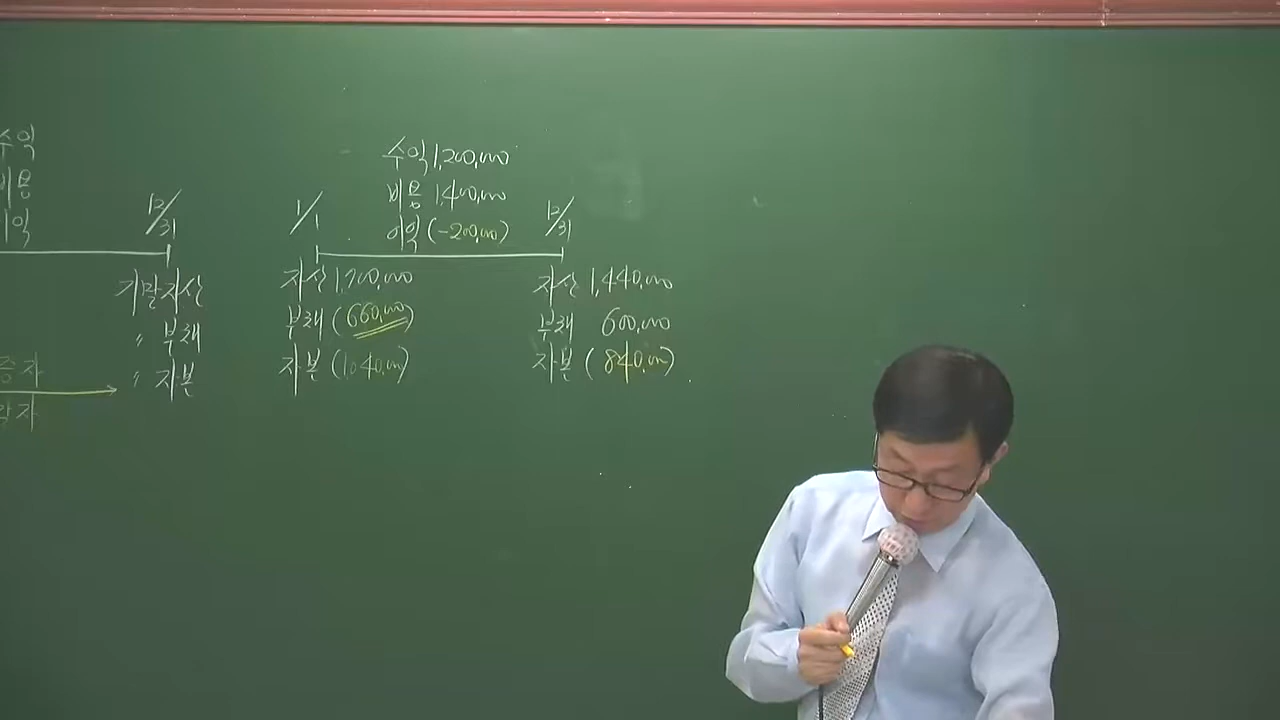 수익
비용
이익
12/31
기말자산
〃 부채
〃 자본
증자
수익 1,200,000
비용 1,400,000
이익 (-200,000)
1/1
12/31
자산 1,700,000
부채 (660,000)
자본 (1,040,000)
자산 1,440,000
부채 600,000
자본 (840,000)